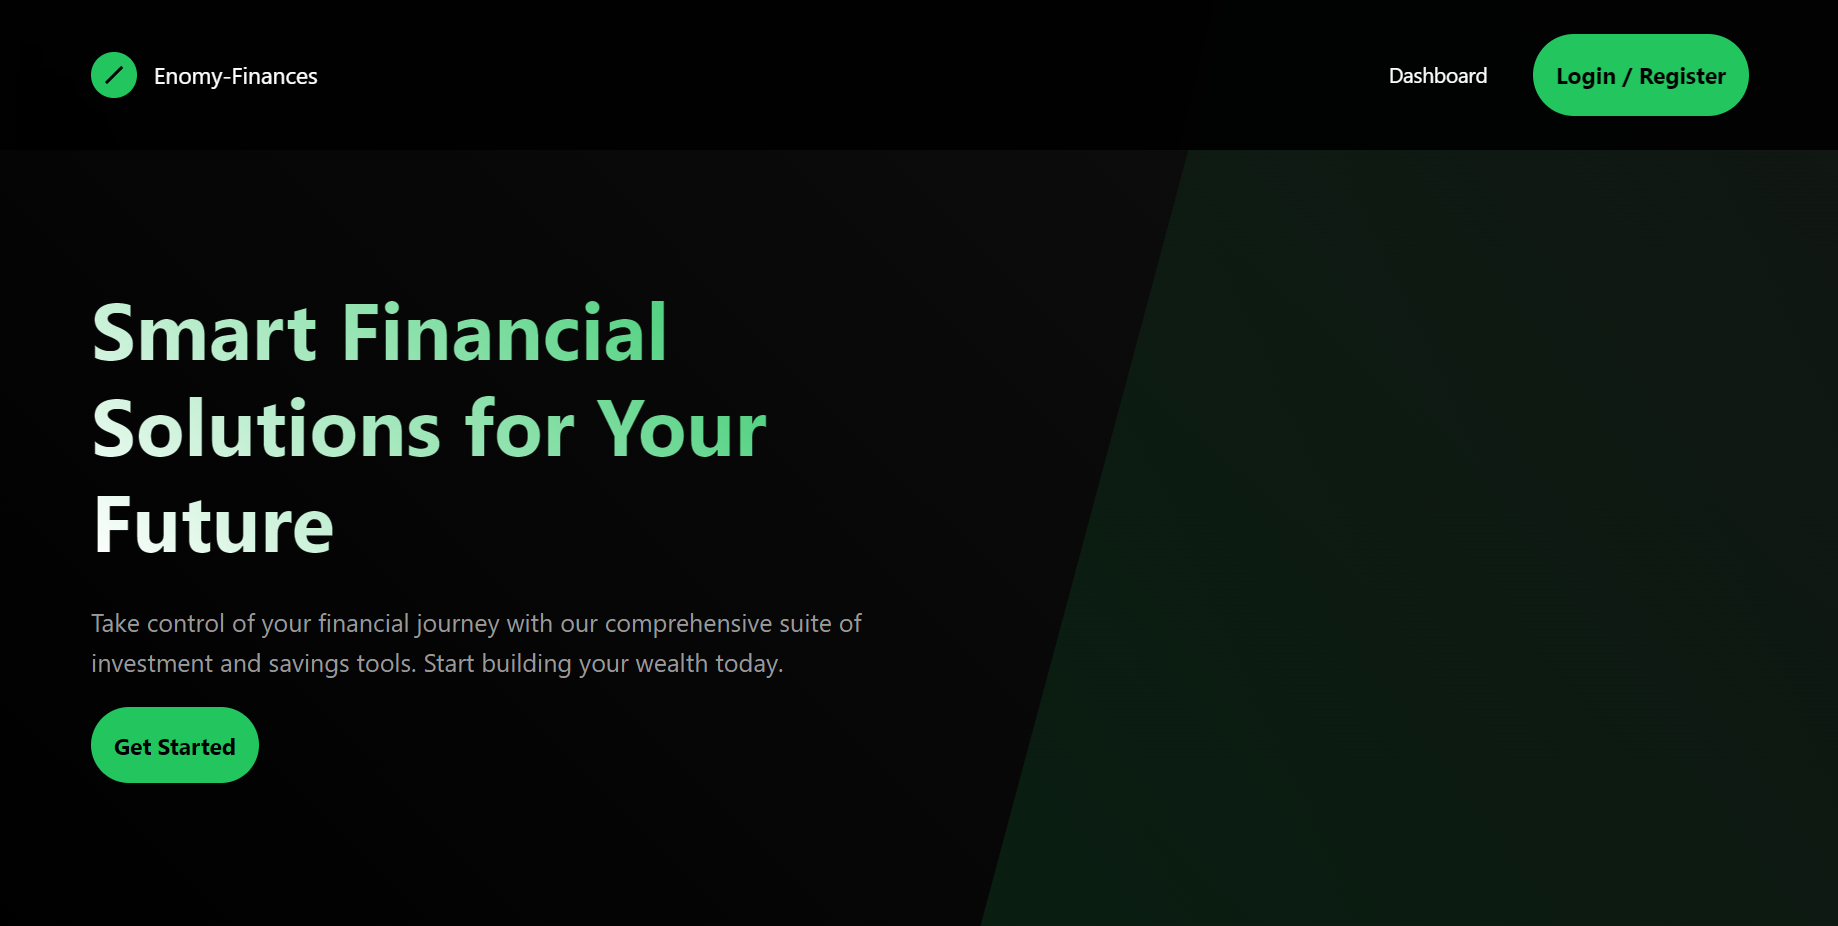 Enomy-Finances
Dashboard
Login / Register
Smart Financial
Solutions for Your
Future
Take control of your financial journey with our comprehensive suite of
investment and savings tools. Start building your wealth today.
Get Started